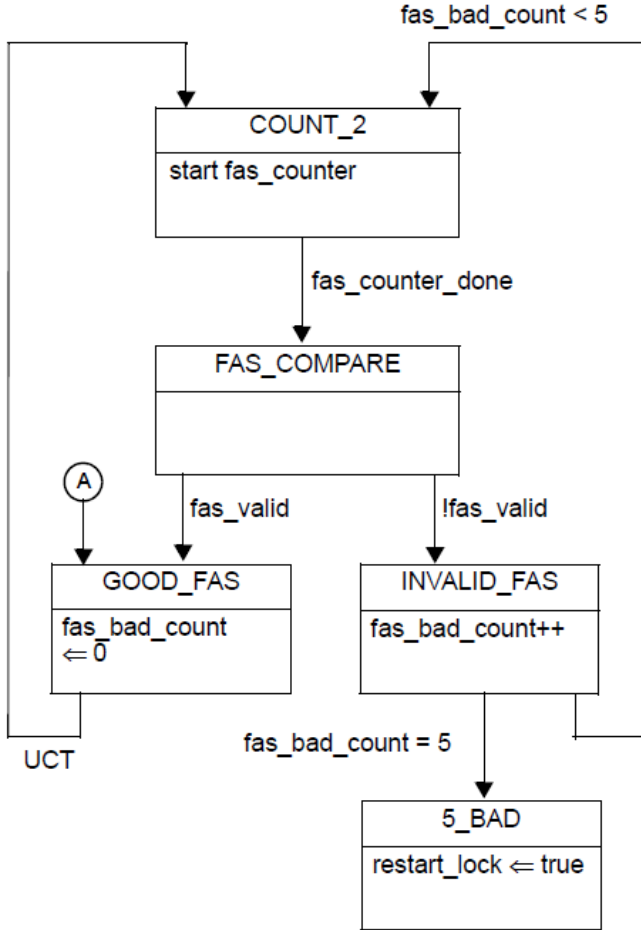 fas_bad_count < 5
COUNT_2
start fas_counter
fas_counter_done
FAS_COMPARE
A
fas_valid
!fas_valid
GOOD_FAS
fas_bad_count
⇐ 0
INVALID_FAS
fas_bad_count++
UCT
fas_bad_count = 5
5_BAD
restart_lock ⇐ true